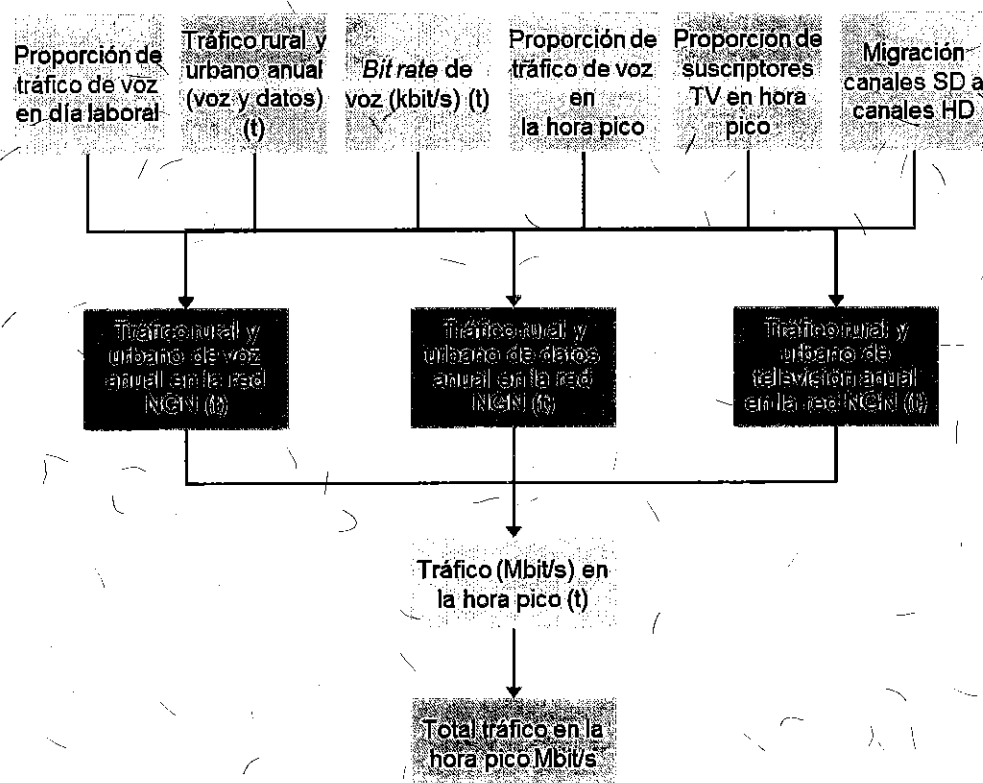 Proporción de
tráfico de voz
en día laboral
Tráfico rural y
urbano anual
(voz y datos)
(t)
Bit rate de
voz (kbit/s) (t)
Proporción de
tráfico de voz
en
la hora pico
Proporción de
suscriptores
TV en hora
pico
Migración
canales SD a
canales HD
Tráfico rural y
urbano de voz
anual en la red
NGN (t)
Tráfico rural y
urbano de datos
anual en la red
NGN (t)
Tráfico rural y
urbano de
televisión anual
en la red NGN (t)
Tráfico (Mbit/s) en
la hora pico (t)
Total tráfico en la
hora pico Mbit/s